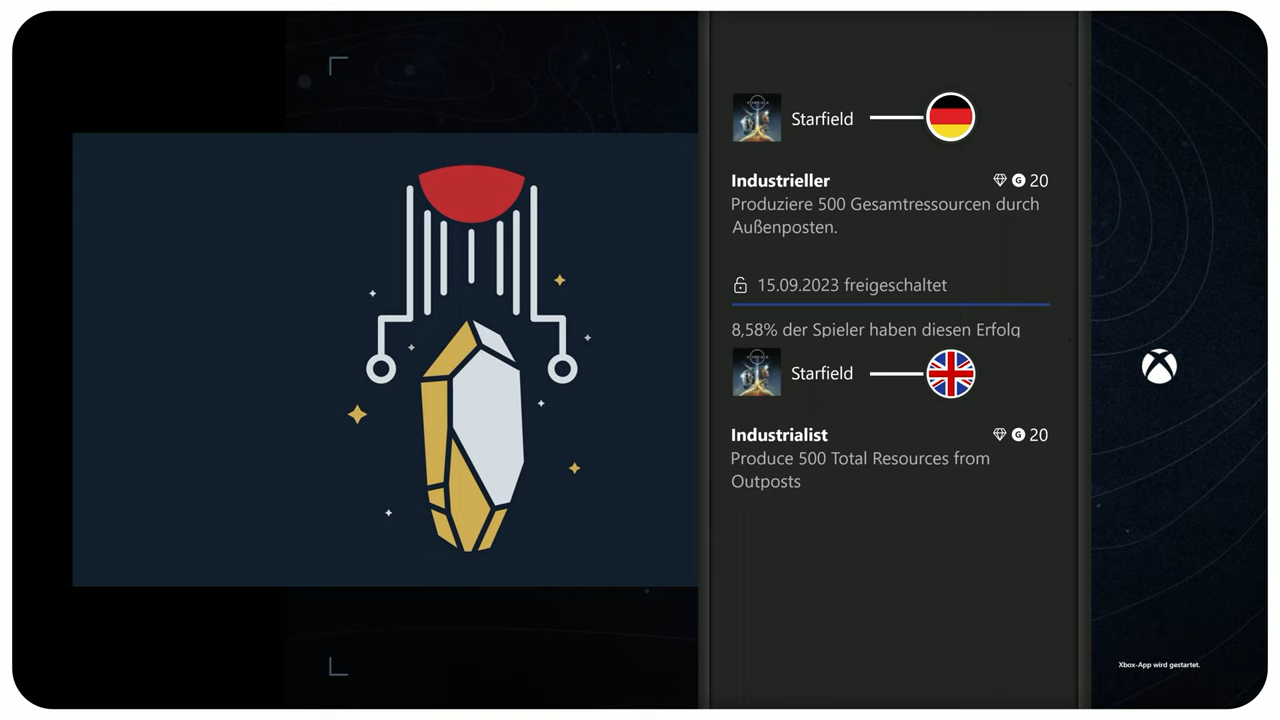 Starfield
Industrieller
G 20
Produziere 500 Gesamtressourcen durch
Außenposten.
15.09.2023 freigeschaltet
8,58% der Spieler haben diesen Erfolg
Starfield
Industrialist
G 20
Produce 500 Total Resources from
Outposts
Xbox-App wird gestartet.